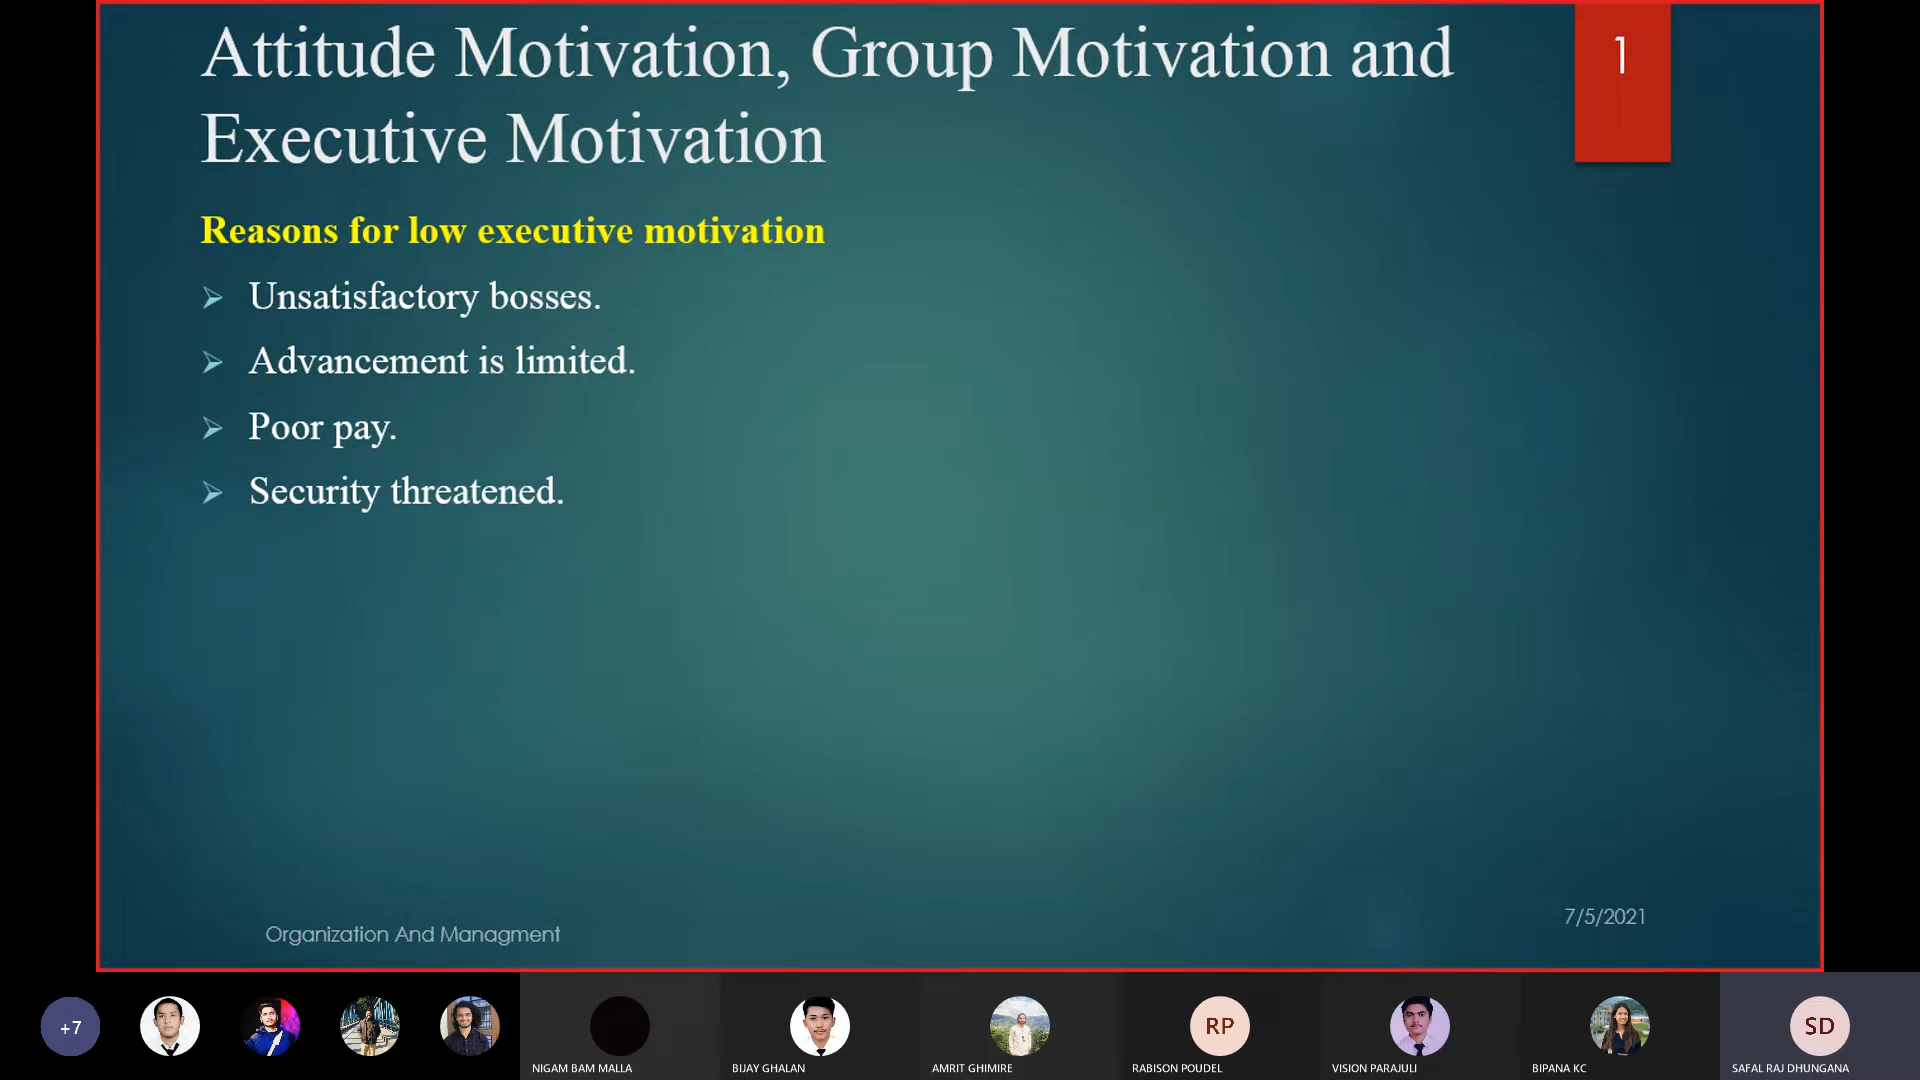 Attitude Motivation, Group Motivation and
Executive Motivation
1
Reasons for low executive motivation
Unsatisfactory bosses.
Advancement is limited.
Poor pay.
Security threatened.
Organization And Managment
7/5/2021
+7
NIGAM BAM MALLA
BIJAY GHALAN
AMRIT GHIMIRE
RP
RABISON POUDEL
VISION PARAJULI
BIPANA KC
SD
SAFAL RAJ DHUNGANA